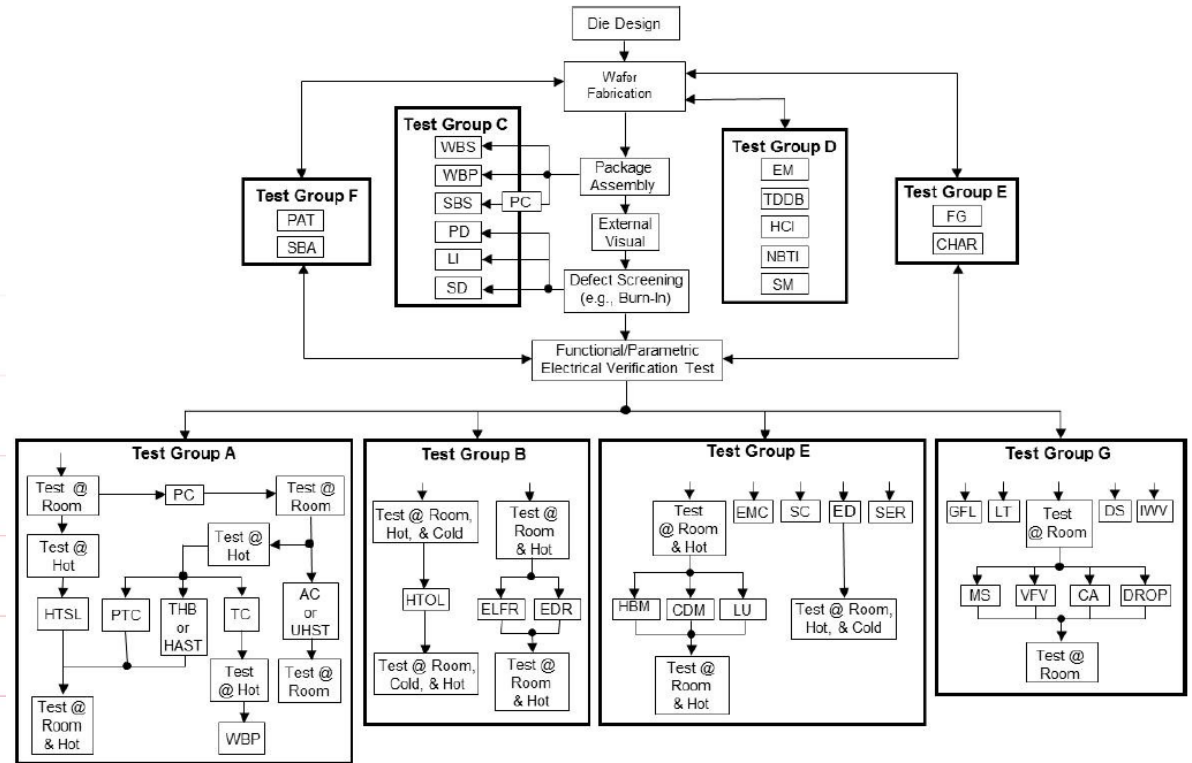 Die Design
Wafer
Fabrication
Test Group C
WBS
WBP
SBS
PC
PD
LI
SD
Package
Assembly
External
Visual
Defect Screening
(e.g., Burn-In)
Test Group D
EM
TDDB
HCI
NBTI
SM
Test Group F
PAT
SBA
Test Group E
FG
CHAR
Functional/Parametric
Electrical Verification Test
Test Group A
Test @
Room
PC
Test @
Room
Test @
Hot
Test @
Hot
HTSL
PTC
THB
or
HAST
TC
AC
or
UHST
Test @
Room
& Hot
Test
@ Hot
Test @
Room
WBP
Test Group B
Test @ Room,
Hot, & Cold
Test @
Room
& Hot
HTOL
ELFR
EDR
Test @ Room,
Cold, & Hot
Test @
Room
& Hot
Test Group E
Test
@ Room
& Hot
EMC
SC
ED
SER
HBM
CDM
LU
Test @ Room,
Hot, & Cold
Test @
Room
& Hot
Test Group G
GFL
LT
Test
@ Room
DS
IWV
MS
VFV
CA
DROP
Test @
Room